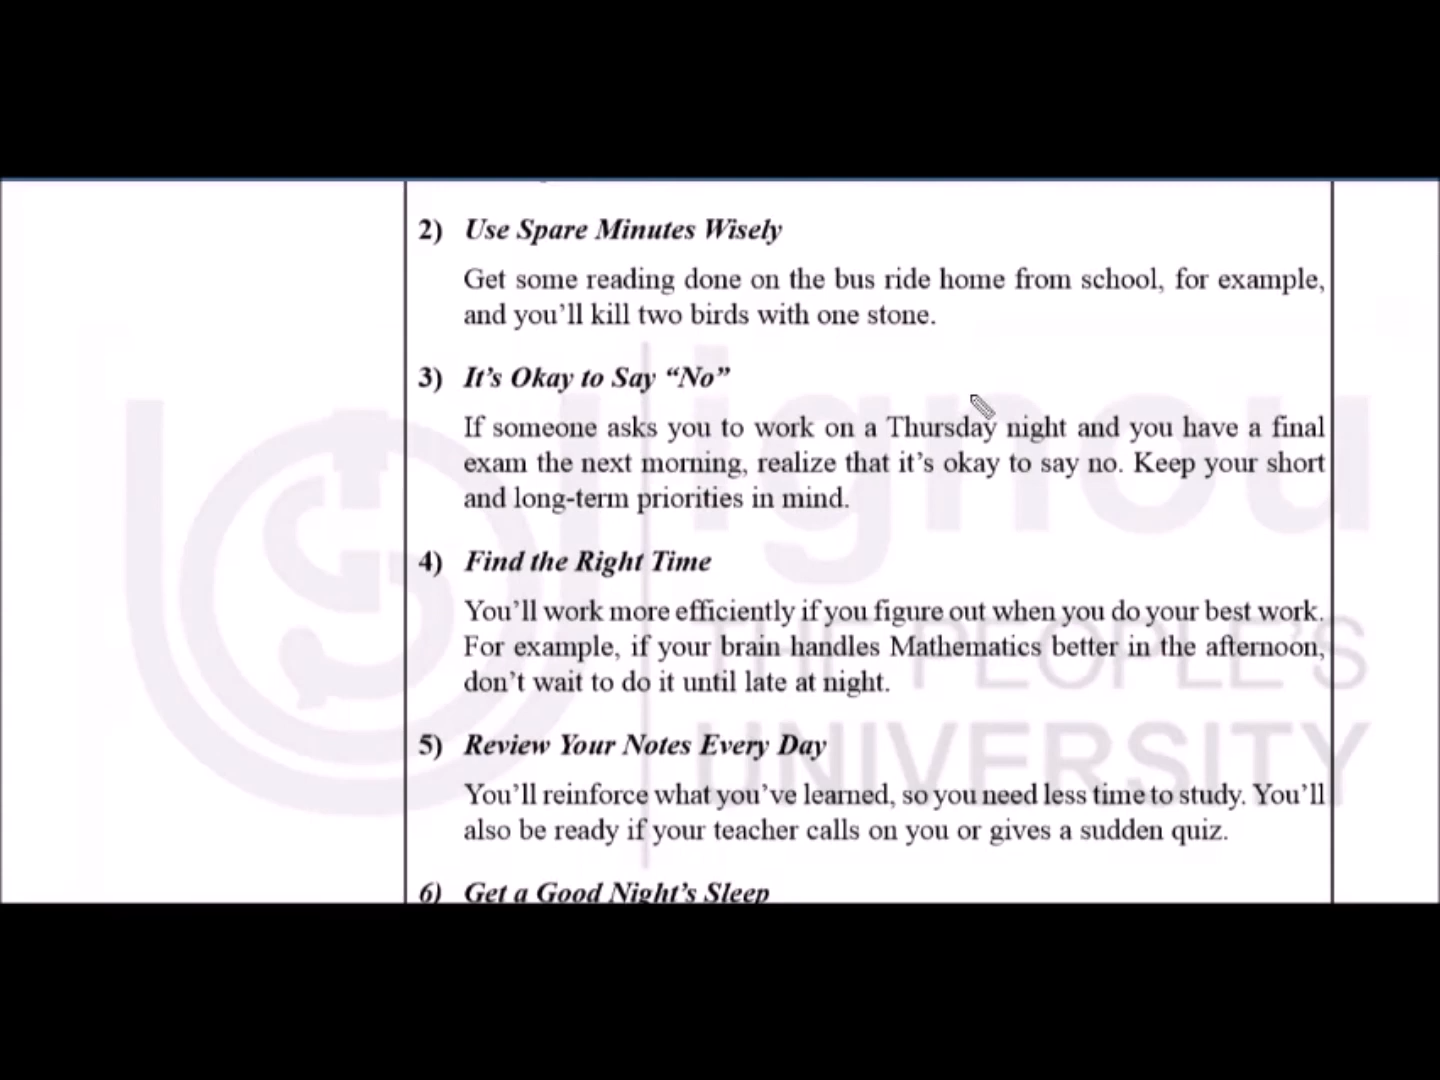 2) Use Spare Minutes Wisely
Get some reading done on the bus ride home from school, for example,
and you’ll kill two birds with one stone.
3) It’s Okay to Say “No”
If someone asks you to work on a Thursday night and you have a final
exam the next morning, realize that it’s okay to say no. Keep your short
and long-term priorities in mind.
4) Find the Right Time
You’ll work more efficiently if you figure out when you do your best work.
For example, if your brain handles Mathematics better in the afternoon,
don’t wait to do it until late at night.
5) Review Your Notes Every Day
You’ll reinforce what you’ve learned, so you need less time to study. You’ll
also be ready if your teacher calls on you or gives a sudden quiz.
6) Get a Good Night’s Sleep
ignou
THE PEOPLE’S
UNIVERSITY